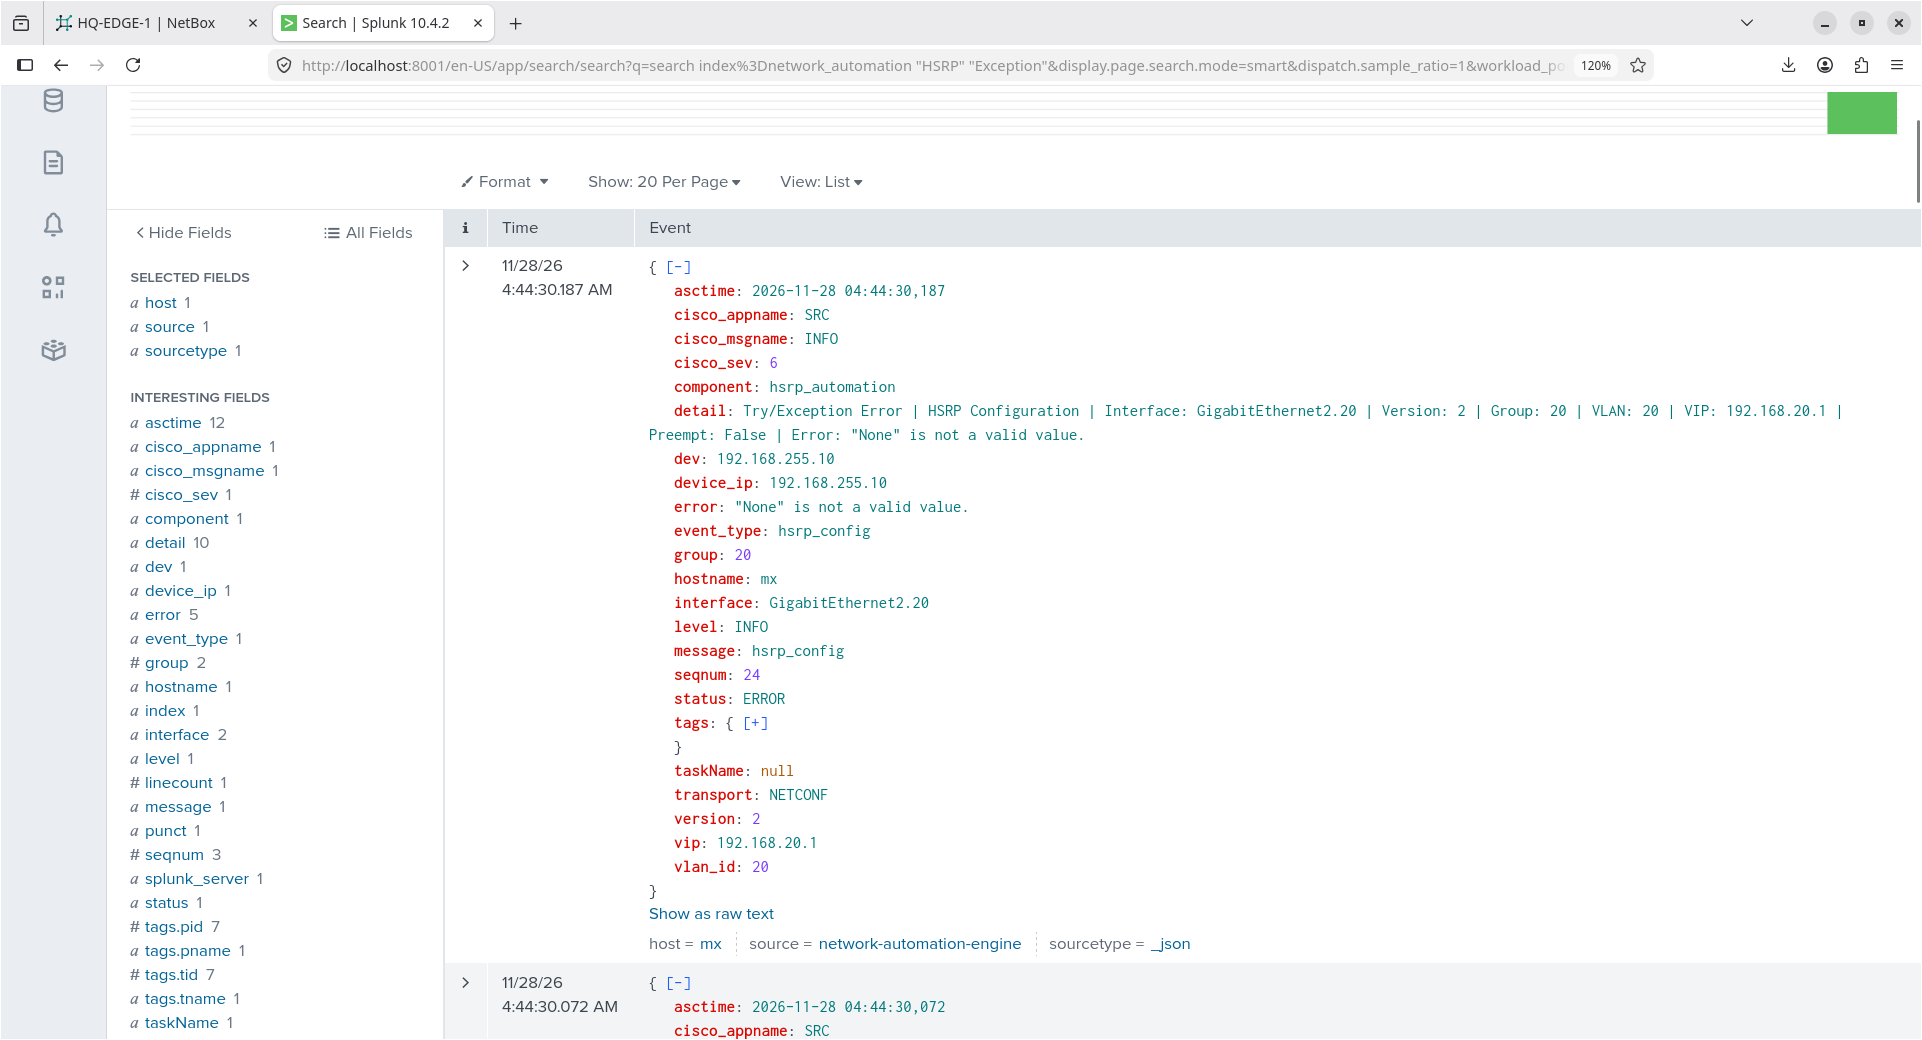 HQ-EDGE-1 | NetBox
Search | Splunk 10.4.2
http://localhost:8001/en-US/app/search/search?q=search index%3Dnetwork_automation "HSRP" "Exception"&display.page.search.mode=smart&dispatch.sample_ratio=1&workload_po
120%
Format
Show: 20 Per Page
View: List
Hide Fields
All Fields
i
Time
Event
SELECTED FIELDS
a host 1
a source 1
a sourcetype 1
INTERESTING FIELDS
a asctime 12
a cisco_appname 1
a cisco_msgname 1
# cisco_sev 1
a component 1
a detail 10
a dev 1
a device_ip 1
a error 5
a event_type 1
# group 2
a hostname 1
a index 1
a interface 2
a level 1
# linecount 1
a message 1
a punct 1
# seqnum 3
a splunk_server 1
a status 1
# tags.pid 7
a tags.pname 1
# tags.tid 7
a tags.tname 1
a taskName 1
11/28/26
4:44:30.187 AM
{ [-]
asctime: 2026-11-28 04:44:30,187
cisco_appname: SRC
cisco_msgname: INFO
cisco_sev: 6
component: hsrp_automation
detail: Try/Exception Error | HSRP Configuration | Interface: GigabitEthernet2.20 | Version: 2 | Group: 20 | VLAN: 20 | VIP: 192.168.20.1 |
Preempt: False | Error: "None" is not a valid value.
dev: 192.168.255.10
device_ip: 192.168.255.10
error: "None" is not a valid value.
event_type: hsrp_config
group: 20
hostname: mx
interface: GigabitEthernet2.20
level: INFO
message: hsrp_config
seqnum: 24
status: ERROR
tags: { [+]
}
taskName: null
transport: NETCONF
version: 2
vip: 192.168.20.1
vlan_id: 20
}
Show as raw text
host = mx
source = network-automation-engine
sourcetype = _json
11/28/26
4:44:30.072 AM
{ [-]
asctime: 2026-11-28 04:44:30,072
cisco_appname: SRC